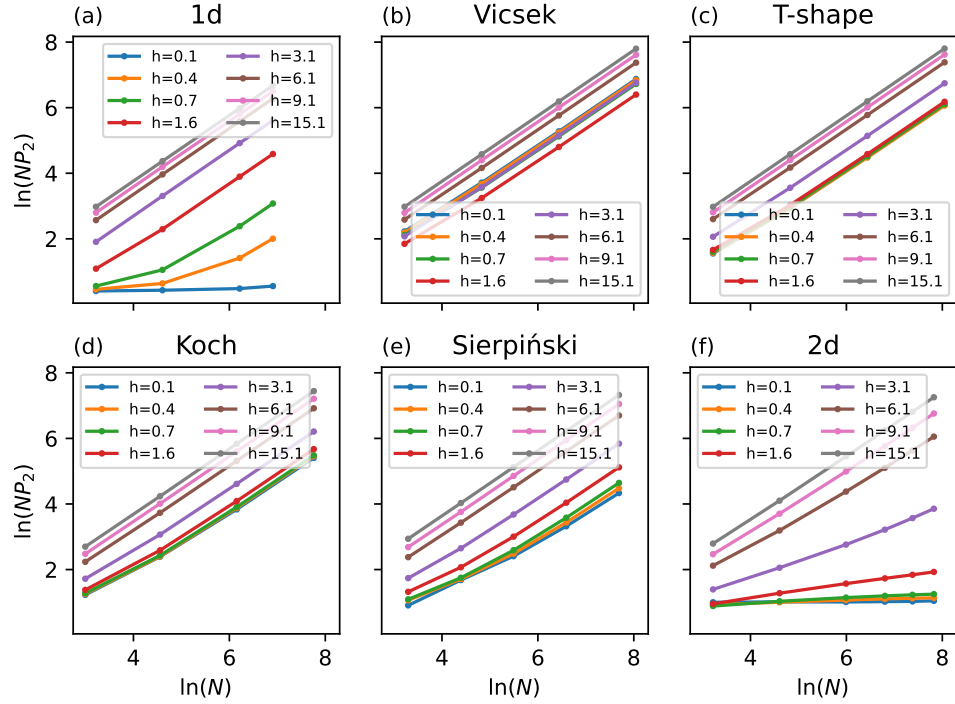 (a) 1d
(b) Vicsek
(c) T-shape
8
6
4
2
ln(NP2)
h=0.1 h=3.1
h=0.4 h=6.1
h=0.7 h=9.1
h=1.6 h=15.1
h=0.1 h=3.1
h=0.4 h=6.1
h=0.7 h=9.1
h=1.6 h=15.1
h=0.1 h=3.1
h=0.4 h=6.1
h=0.7 h=9.1
h=1.6 h=15.1
(d) Koch
(e) Sierpiński
(f) 2d
8
6
4
2
ln(NP2)
h=0.1 h=3.1
h=0.4 h=6.1
h=0.7 h=9.1
h=1.6 h=15.1
h=0.1 h=3.1
h=0.4 h=6.1
h=0.7 h=9.1
h=1.6 h=15.1
h=0.1 h=3.1
h=0.4 h=6.1
h=0.7 h=9.1
h=1.6 h=15.1
4 6 8
4 6 8
4 6 8
ln(N)
ln(N)
ln(N)